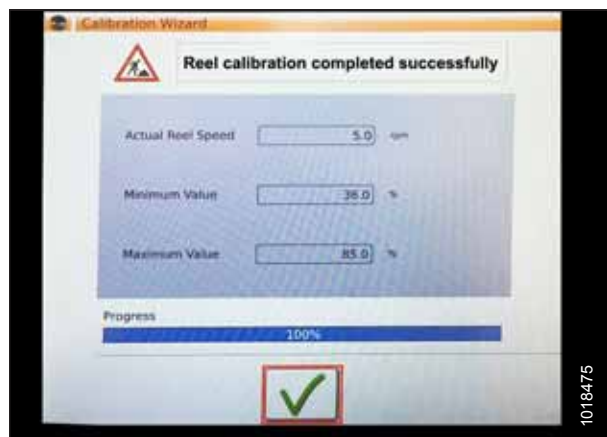 Calibration Wizard
Reel calibration completed successfully
Actual Reel Speed 5.0 rpm
Minimum Value 36.0 %
Maximum Value 85.0 %
Progress
100%
1018475